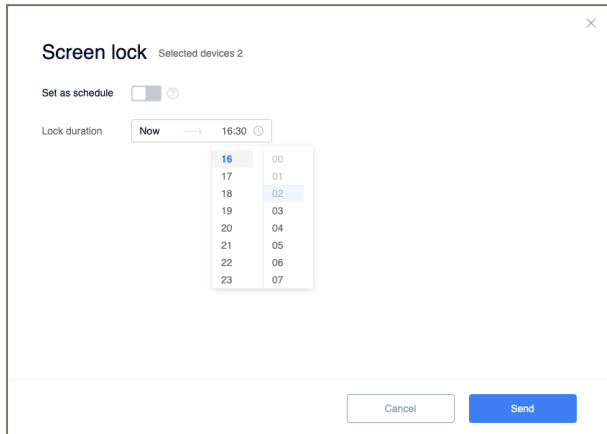 Screen lock Selected devices 2
Set as schedule ?
Lock duration Now → 16:30
16 00
17 01
18 02
19 03
20 04
21 05
22 06
23 07
Cancel Send